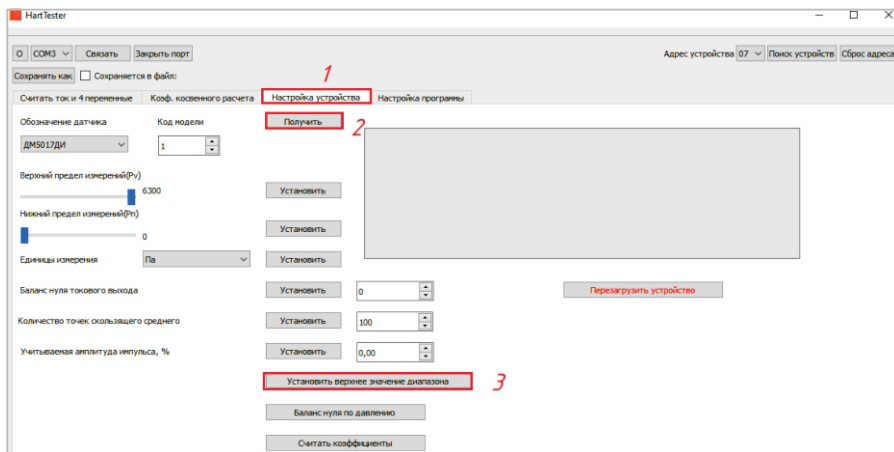 HartTester
O COM3 Связать Закрыть порт Адрес устройства 07 Поиск устройств Сброс адреса
Сохранять как Сохраняется в файл:
1
Считать ток и 4 переменные Коэф. косвенного расчета Настройка устройства Настройка программы
Обозначение датчика Код модели Получить 2
ДМ5017ДИ 1
Верхний предел измерений(Pv)
6300 Установить
Нижний предел измерений(Pn)
0 Установить
Единицы измерения Па Установить
Баланс нуля токового выхода Установить 0 Перезагрузить устройство
Количество точек скользящего среднего Установить 100
Учитываемая амплитуда импульса, % Установить 0,00
Установить верхнее значение диапазона 3
Баланс нуля по давлению
Считать коэффициенты